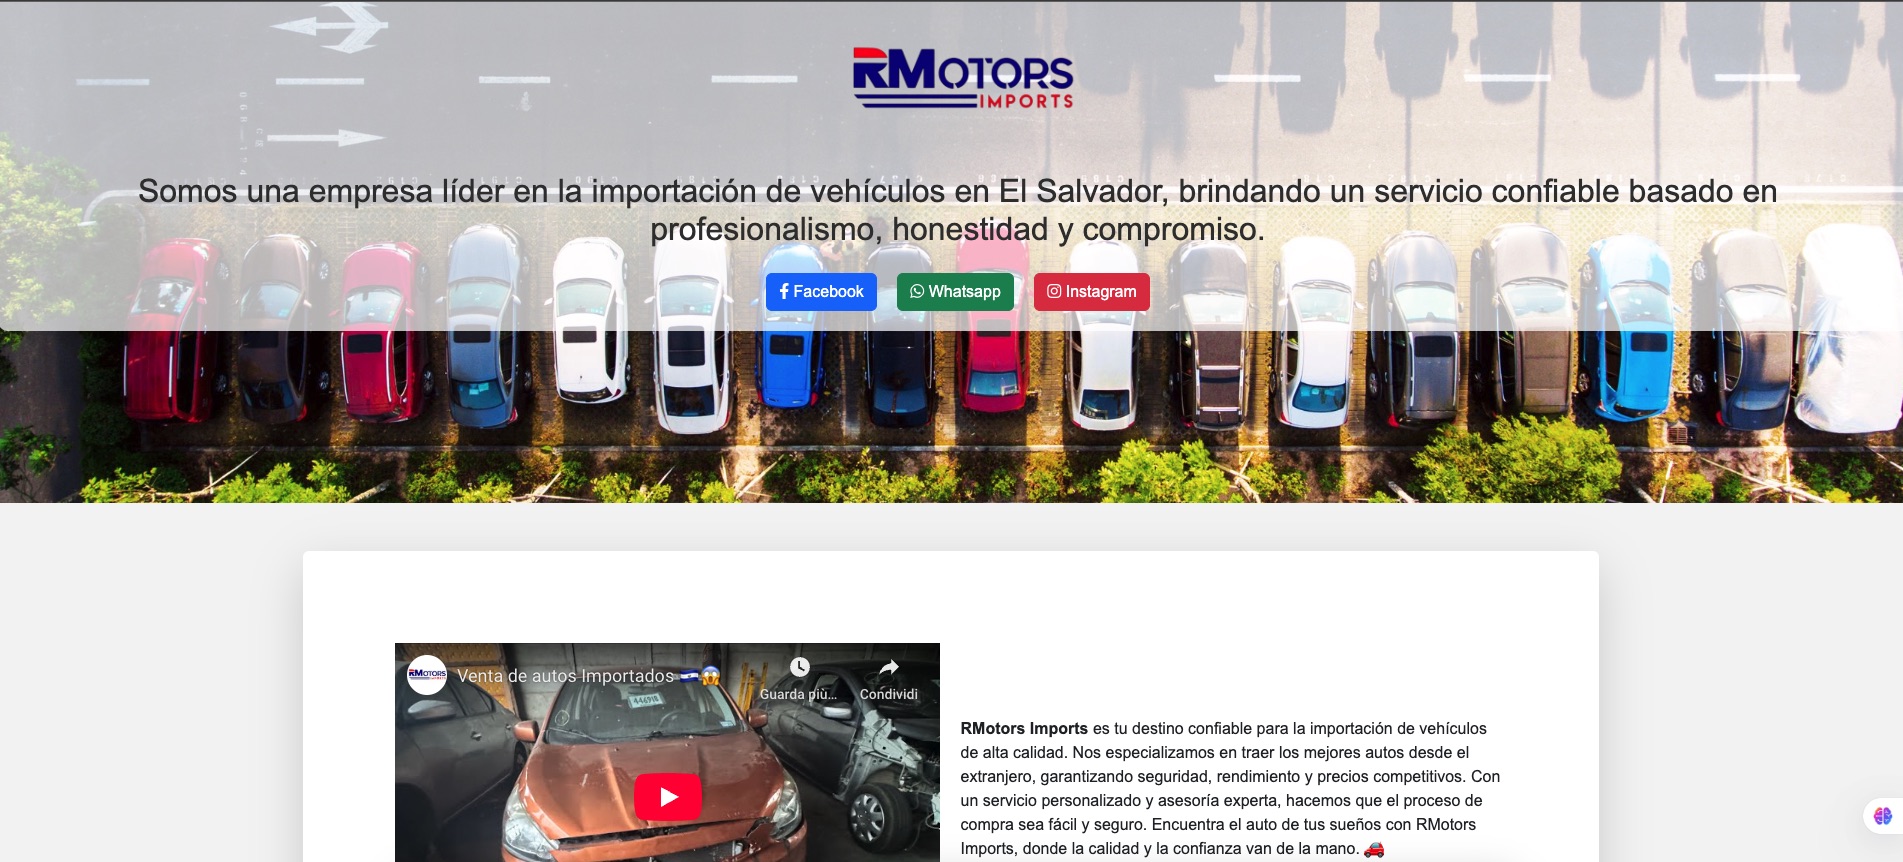 RMOTORS
IMPORTS
Somos una empresa líder en la importación de vehículos en El Salvador, brindando un servicio confiable basado en
profesionalismo, honestidad y compromiso.
Facebook
Whatsapp
Instagram
RMOTORS
Venta de autos Importados 🇸🇻😱
Guarda più...
Condividi
446918
RMotors Imports es tu destino confiable para la importación de vehículos
de alta calidad. Nos especializamos en traer los mejores autos desde el
extranjero, garantizando seguridad, rendimiento y precios competitivos. Con
un servicio personalizado y asesoría experta, hacemos que el proceso de
compra sea fácil y seguro. Encuentra el auto de tus sueños con RMotors
Imports, donde la calidad y la confianza van de la mano. 🚗